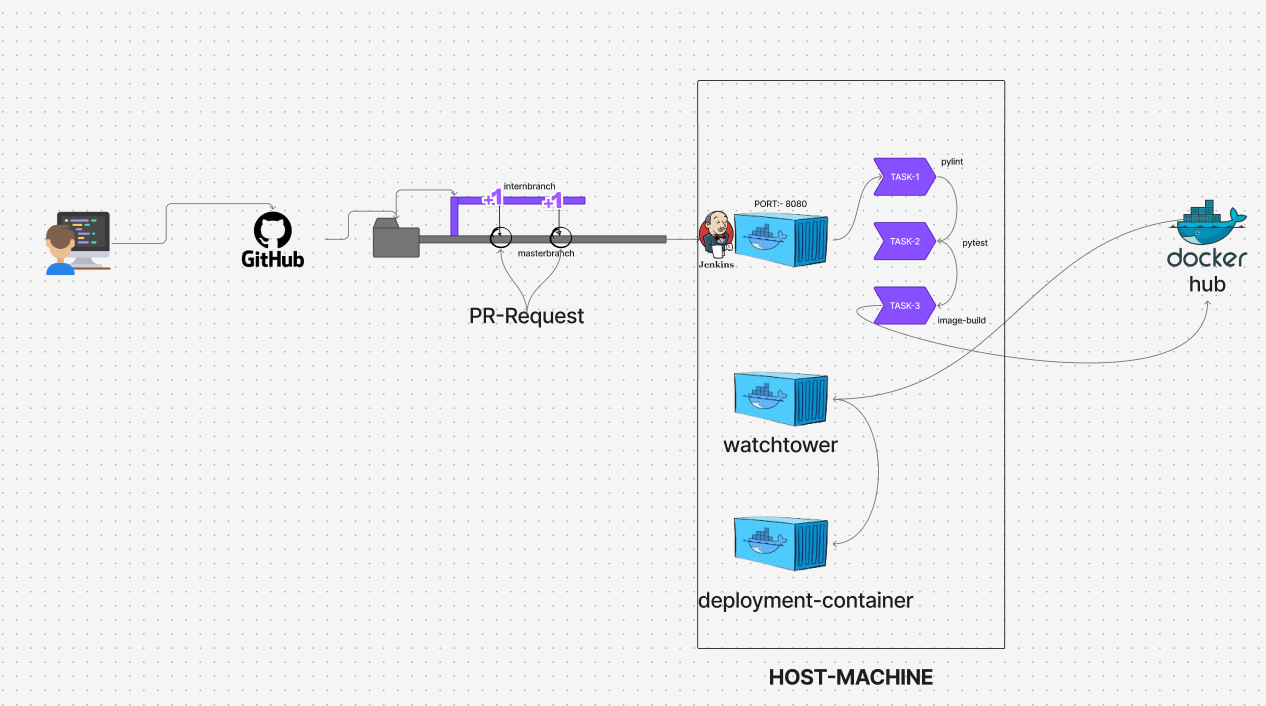 GitHub
internbranch
+1
+1
masterbranch
PR-Request
PORT:- 8080
Jenkins
TASK-1
pylint
TASK-2
pytest
TASK-3
image-build
docker
hub
watchtower
deployment-container
HOST-MACHINE